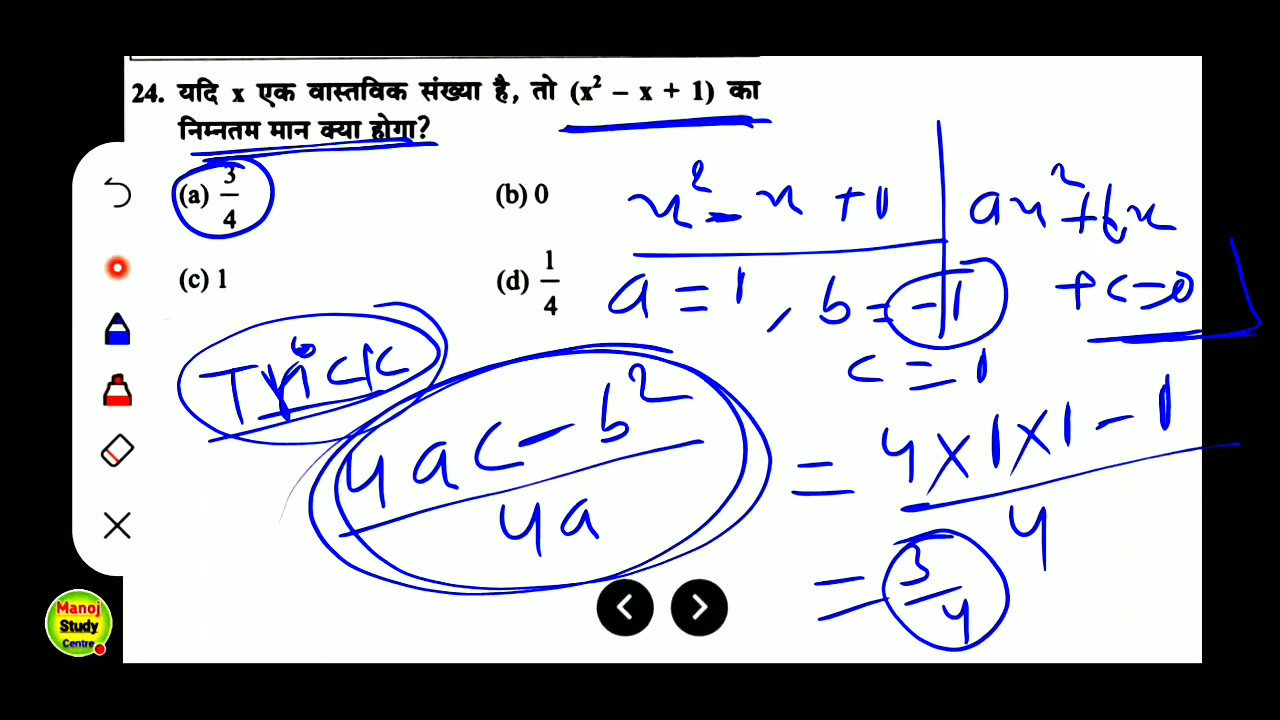 24. यदि x एक वास्तविक संख्या है, तो (x² – x + 1) का
निम्नतम मान क्या होगा?
(a) 3/4
(b) 0
(c) 1
(d) 1/4
x² - x + 1
ax² + bx
+ c = 0
a = 1, b = -1
c = 1
Trick
4ac - b² / 4a
= 4 × 1 × 1 - 1 / 4
= 3/4
Manoj
Study
Centre